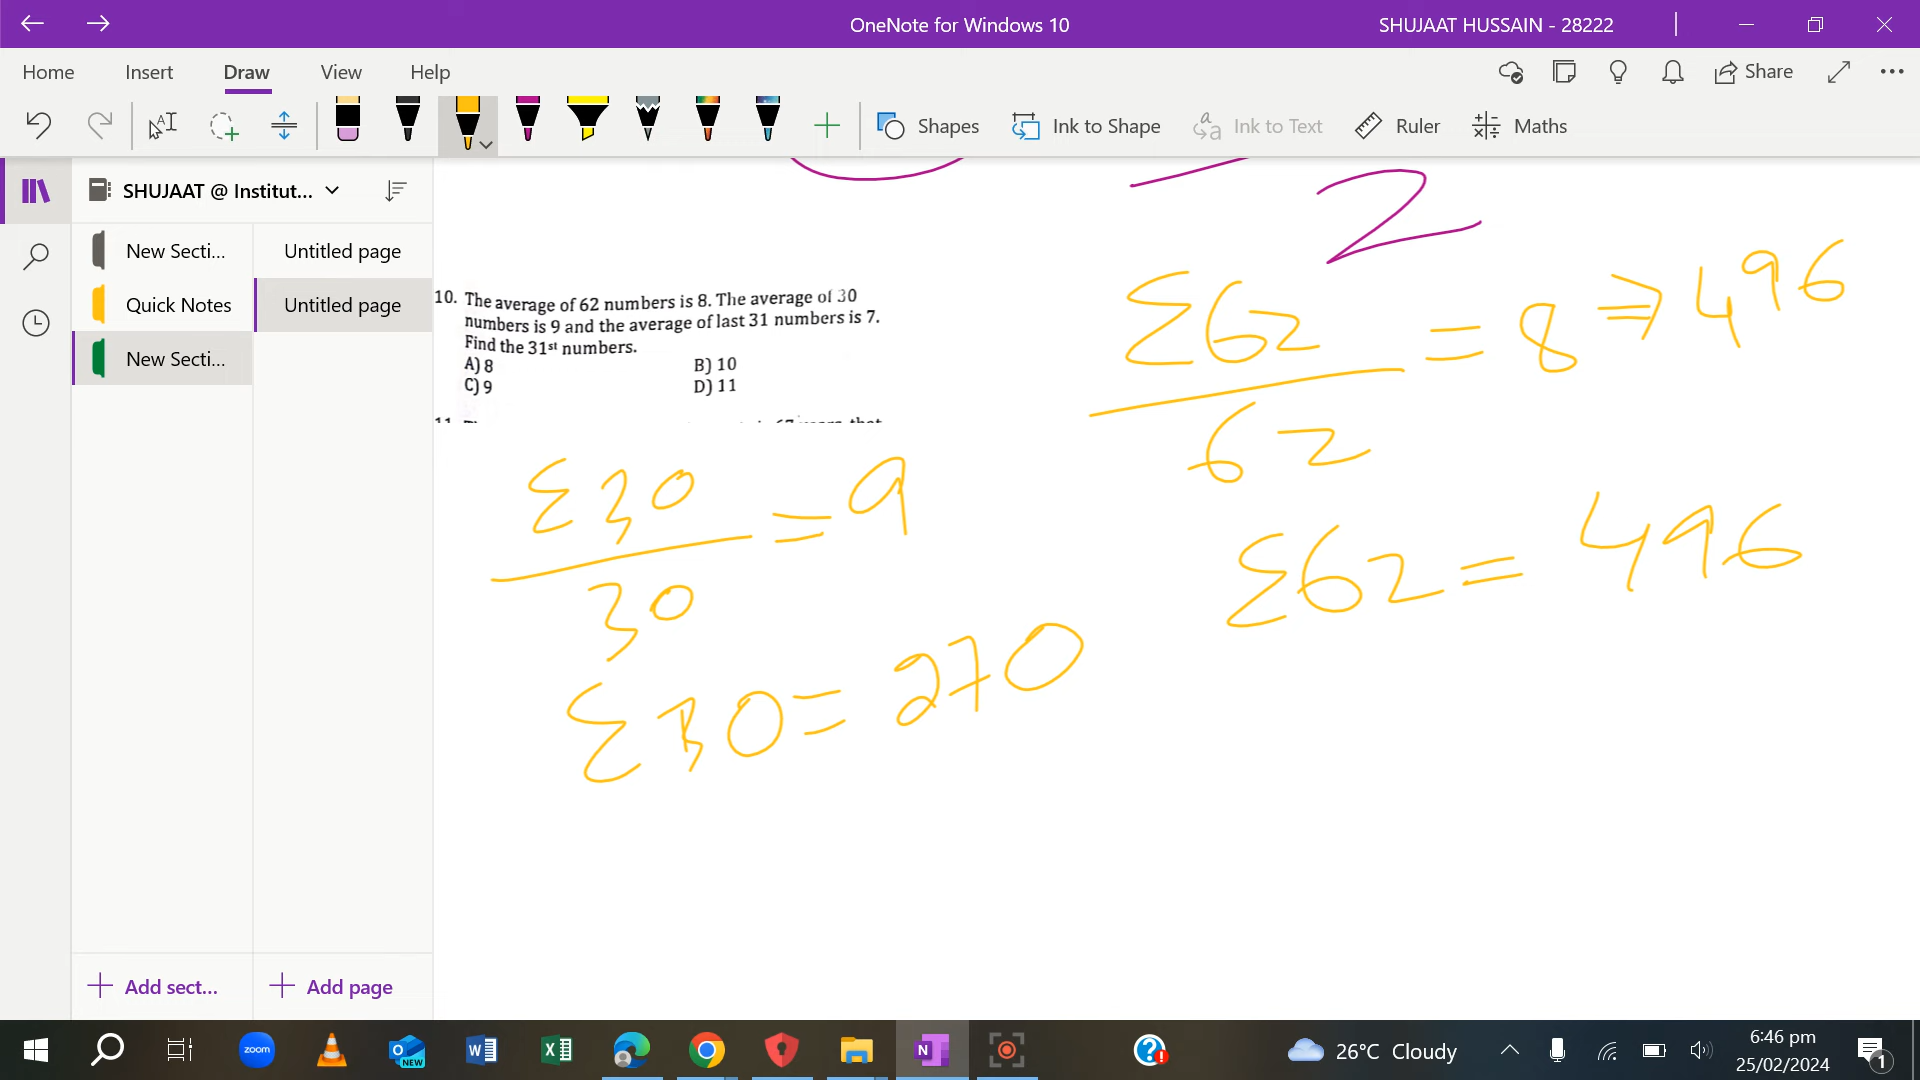 OneNote for Windows 10
SHUJAAT HUSSAIN - 28222
Home Insert Draw View Help
Share
Shapes Ink to Shape Ink to Text Ruler Maths
SHUJAAT @ Institut...
New Secti...
Quick Notes
New Secti...
Untitled page
Untitled page
2
10. The average of 62 numbers is 8. The average of 30
numbers is 9 and the average of last 31 numbers is 7.
Find the 31st numbers.
A) 8 B) 10
C) 9 D) 11
Σ62
62
= 8 ⇒ 496
Σ30
30
= 9
Σ62 = 496
Σ30 = 270
Add sect...
Add page
zoom
NEW
26°C Cloudy
6:46 pm
25/02/2024
1